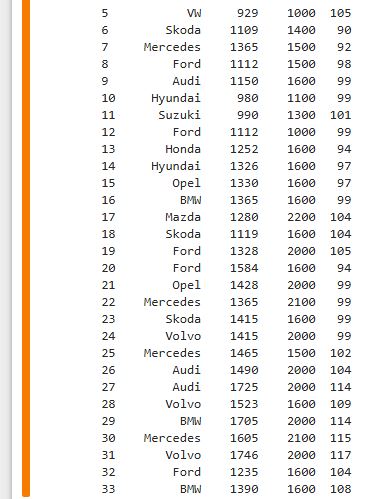 5 VW 929 1000 105
6 Skoda 1109 1400 90
7 Mercedes 1365 1500 92
8 Ford 1112 1500 98
9 Audi 1150 1600 99
10 Hyundai 980 1100 99
11 Suzuki 990 1300 101
12 Ford 1112 1000 99
13 Honda 1252 1600 94
14 Hyundai 1326 1600 97
15 Opel 1330 1600 97
16 BMW 1365 1600 99
17 Mazda 1280 2200 104
18 Skoda 1119 1600 104
19 Ford 1328 2000 105
20 Ford 1584 1600 94
21 Opel 1428 2000 99
22 Mercedes 1365 2100 99
23 Skoda 1415 1600 99
24 Volvo 1415 2000 99
25 Mercedes 1465 1500 102
26 Audi 1490 2000 104
27 Audi 1725 2000 114
28 Volvo 1523 1600 109
29 BMW 1705 2000 114
30 Mercedes 1605 2100 115
31 Volvo 1746 2000 117
32 Ford 1235 1600 104
33 BMW 1390 1600 108